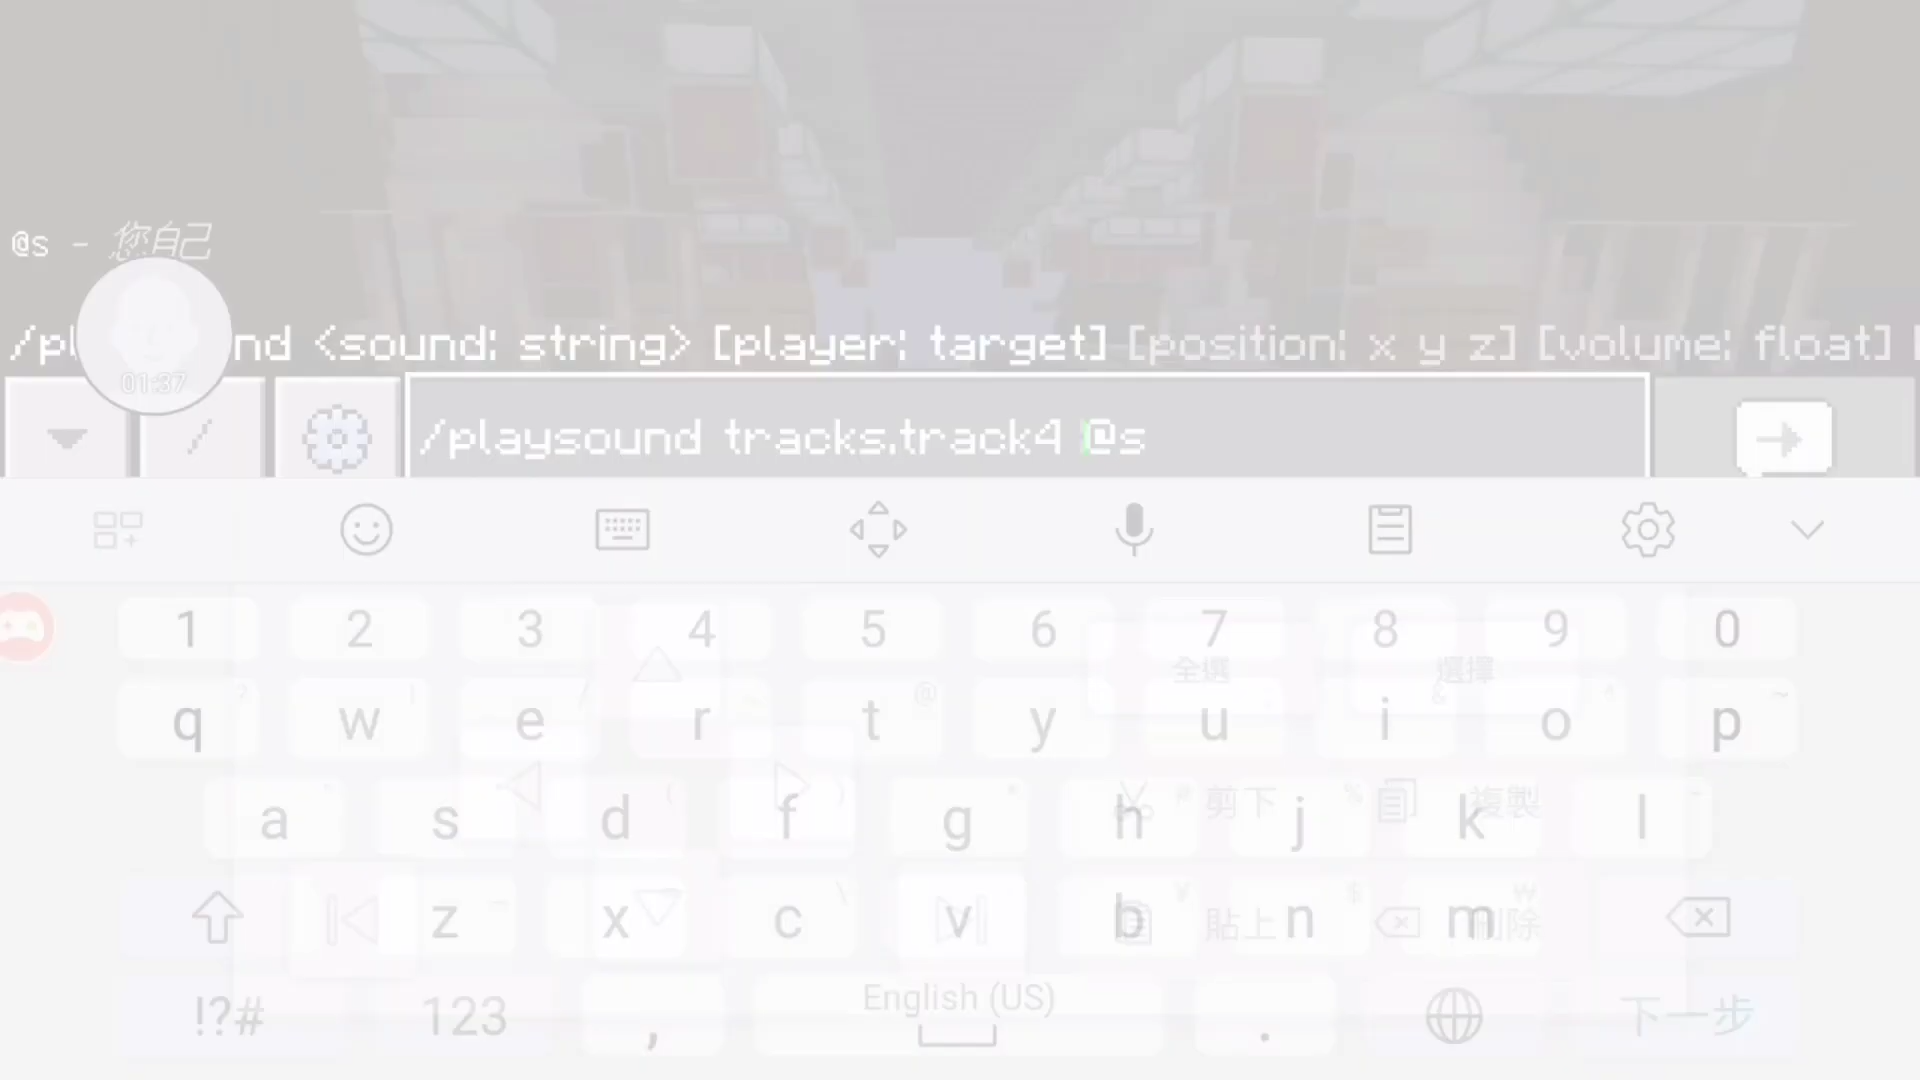 @s - 您自己
/pl nd <sound: string> [player: target] [position: x y z] [volume: float] [
01:37
/
/playsound tracks.track4 @s
1 2 3 4 5 6 7 8 9 0
全選 選擇
q w e r t y u i o p
a s d f g h j k l
剪下 複製
z x c v b n m
貼上 刪除
!?# 123 , English (US) . 下一步